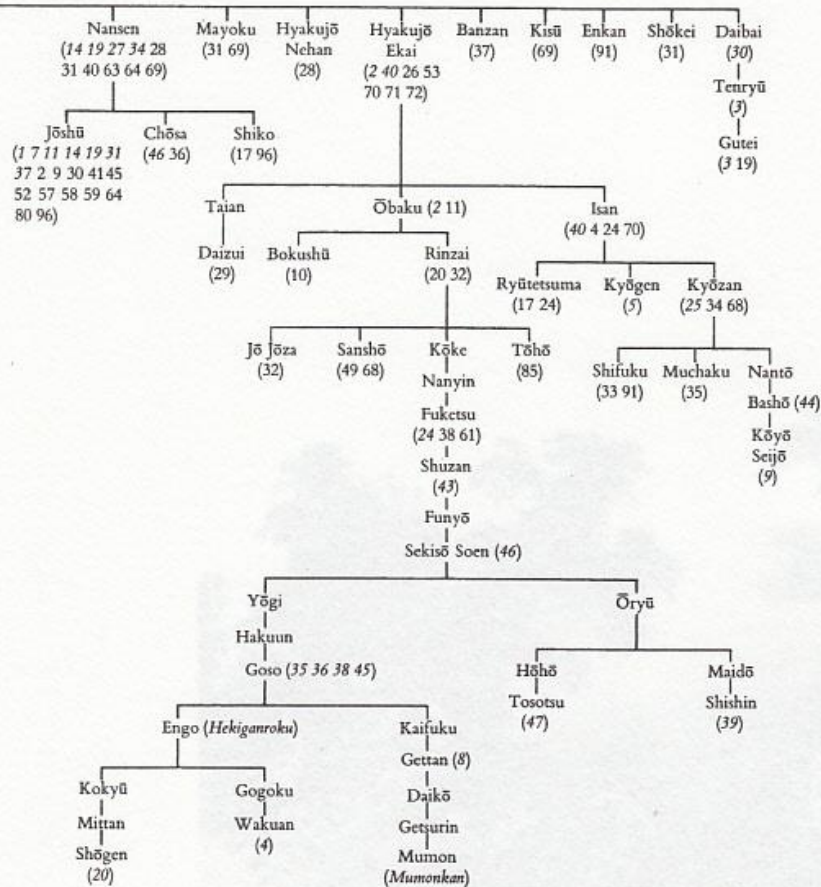 Nansen Mayoku Hyakujō Hyakujō Banzan Kisū Enkan Shōkei Daibai
(14 19 27 34 28 (31 69) Nehan Ekai (37) (69) (91) (31) (30)
31 40 63 64 69) (28) (2 40 26 53 Tenryū
70 71 72) (3)
Gutei
(3 19)
Jōshū Chōsa Shiko
(1 7 11 14 19 31 (46 36) (17 96)
37 2 9 30 41 45
52 57 58 59 64
80 96)
Taian Ōbaku (2 11) Isan
(40 4 24 70)
Daizui Bokushū Rinzai
(29) (10) (20 32)
Ryūtetsuma Kyōgen Kyōzan
(17 24) (5) (25 34 68)
Jō Jōza Sanshō Kōke Tōhō
(32) (49 68) (85)
Shifuku Muchaku Nantō
(33 91) (35)
Nanyin
Bashō (44)
Fuketsu
(24 38 61)
Kōyō
Seijō
(9)
Shuzan
(43)
Funyō
Sekisō Soen (46)
Yōgi Ōryū
Hakuun
Goso (35 36 38 45)
Hōhō Maidō
Tosotsu Shishin
(47) (39)
Engo (Hekiganroku) Kaifuku
Gettan (8)
Kokyū Gogoku Daikō
Mittan Wakuan Getsurin
(4)
Shōgen Mumon
(20) (Mumonkan)